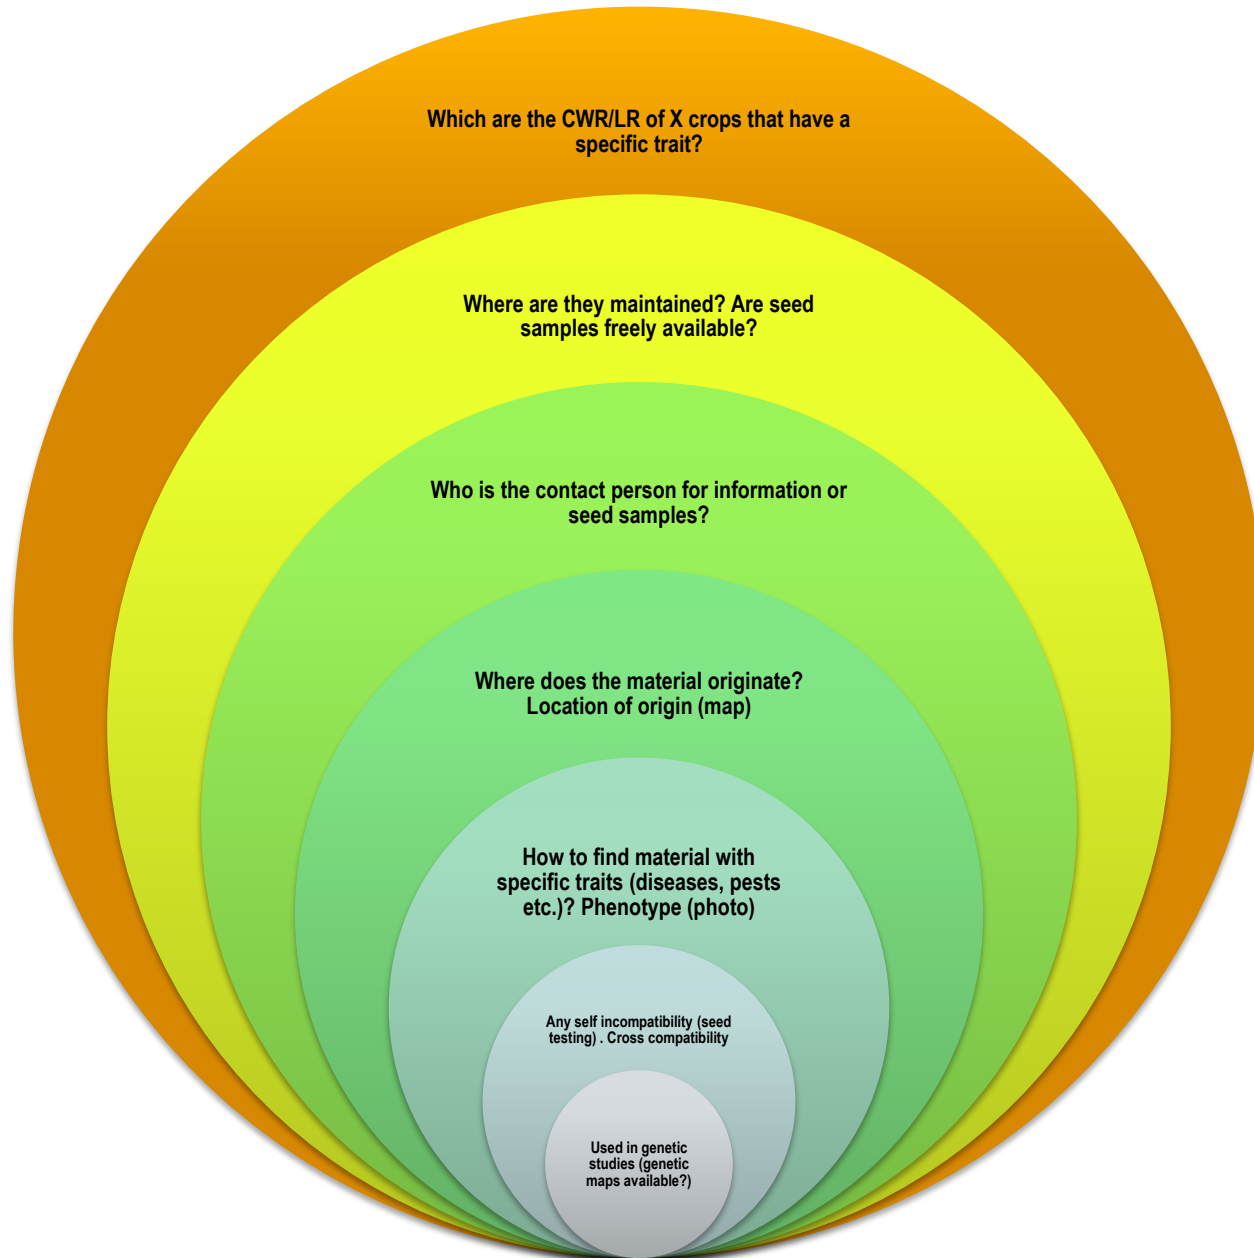 Which are the CWR/LR of X crops that have a
specific trait?
Where are they maintained? Are seed
samples freely available?
Who is the contact person for information or
seed samples?
Where does the material originate?
Location of origin (map)
How to find material with
specific traits (diseases, pests
etc.)? Phenotype (photo)
Any self incompatibility (seed
testing) . Cross compatibility
Used in genetic
studies (genetic
maps available?)